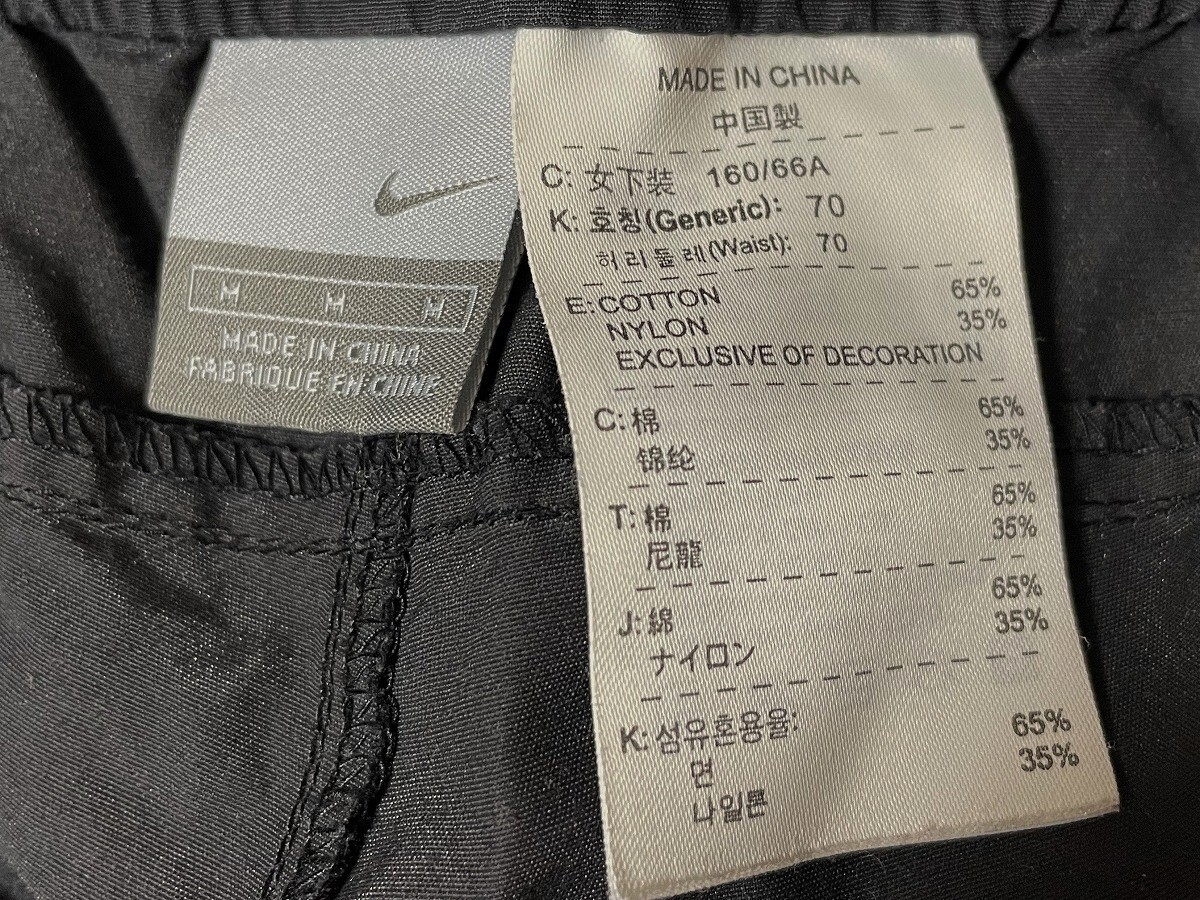 M M M
MADE IN CHINA
FABRIQUE EN CHINE
MADE IN CHINA
中国製
C: 女下装 160/66A
K: 호칭(Generic): 70
허리둘레(Waist): 70
E: COTTON 65%
NYLON 35%
EXCLUSIVE OF DECORATION
C: 棉 65%
锦纶 35%
T: 棉 65%
尼龍 35%
J: 綿 65%
ナイロン 35%
K: 섬유혼용율:
면 65%
나일론 35%